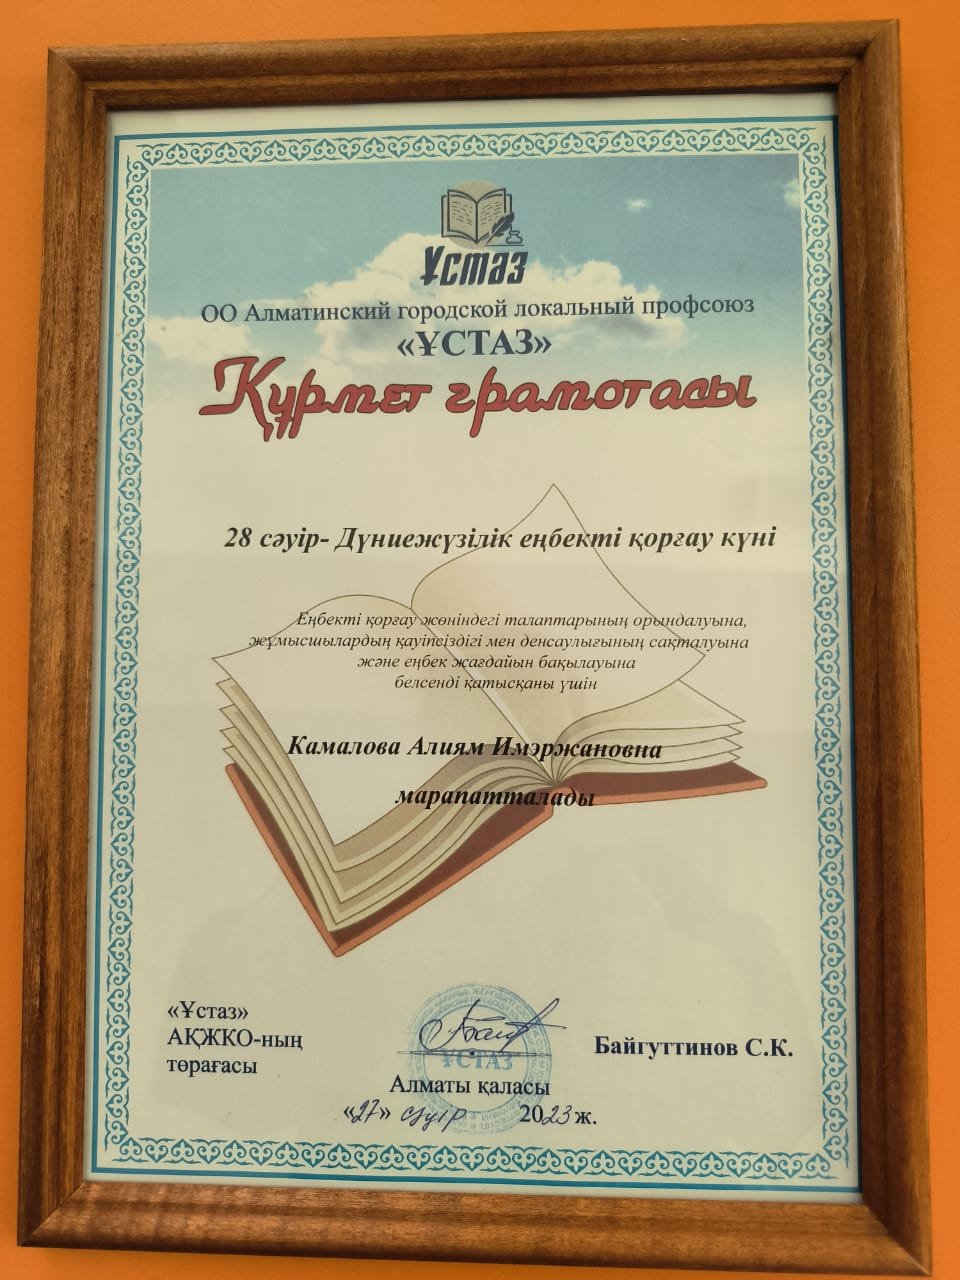 Ұстаз
ОО Алматинский городской локальный профсоюз
«ҰСТАЗ»
Құрмет грамотасы
28 сәуір- Дүниежүзілік еңбекті қорғау күні
Еңбекті қорғау жөніндегі талаптарының орындалуына,
жұмысшылардың қауіпсіздігі мен денсаулығының сақталуына
және еңбек жағдайын бақылауына
белсенді қатысқаны үшін
Камалова Алиям Имэржановна
марапатталады
«Ұстаз»
АҚЖКО-ның
төрағасы
ҰСТАЗ
Байгуттинов С.К.
Алматы қаласы
«27» сәуір 2023 ж.